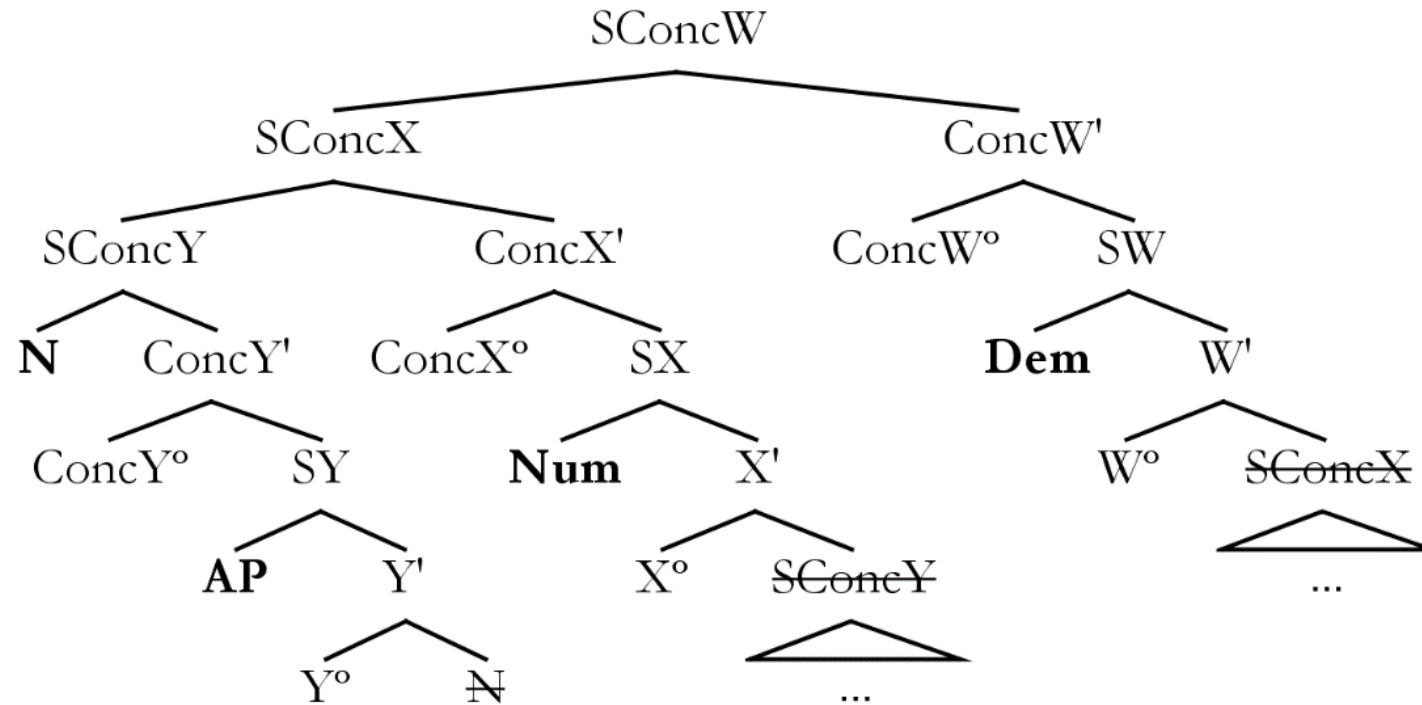 SConcW
SConcX ConcW'
SConcY ConcX' ConcWº SW
N ConcY' ConcXº SX Dem W'
ConcYº SY Num X' Wº SConcX
AP Y' Xº SConcY ...
Yº N ...